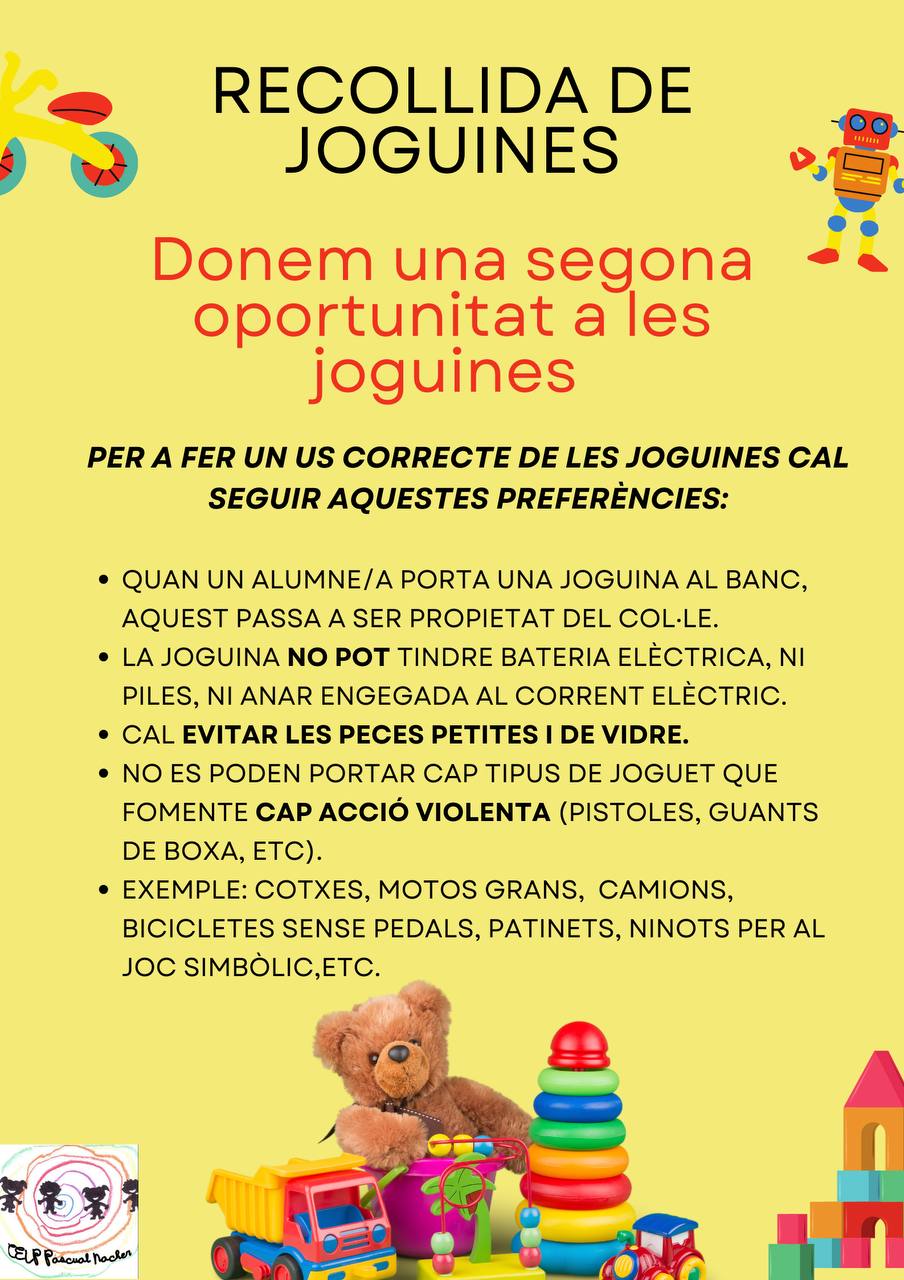 RECOLLIDA DE
JOGUINES
Donem una segona
oportunitat a les
joguines
PER A FER UN US CORRECTE DE LES JOGUINES CAL
SEGUIR AQUESTES PREFERÈNCIES:
• QUAN UN ALUMNE/A PORTA UNA JOGUINA AL BANC,
AQUEST PASSA A SER PROPIETAT DEL COL·LE.
• LA JOGUINA NO POT TINDRE BATERIA ELÈCTRICA, NI
PILES, NI ANAR ENGEGADA AL CORRENT ELÈCTRIC.
• CAL EVITAR LES PECES PETITES I DE VIDRE.
• NO ES PODEN PORTAR CAP TIPUS DE JOGUET QUE
FOMENTE CAP ACCIÓ VIOLENTA (PISTOLES, GUANTS
DE BOXA, ETC).
• EXEMPLE: COTXES, MOTOS GRANS,  CAMIONS,
BICICLETES SENSE PEDALS, PATINETS, NINOTS PER AL
JOC SIMBÒLIC,ETC.
Pascual Nacher